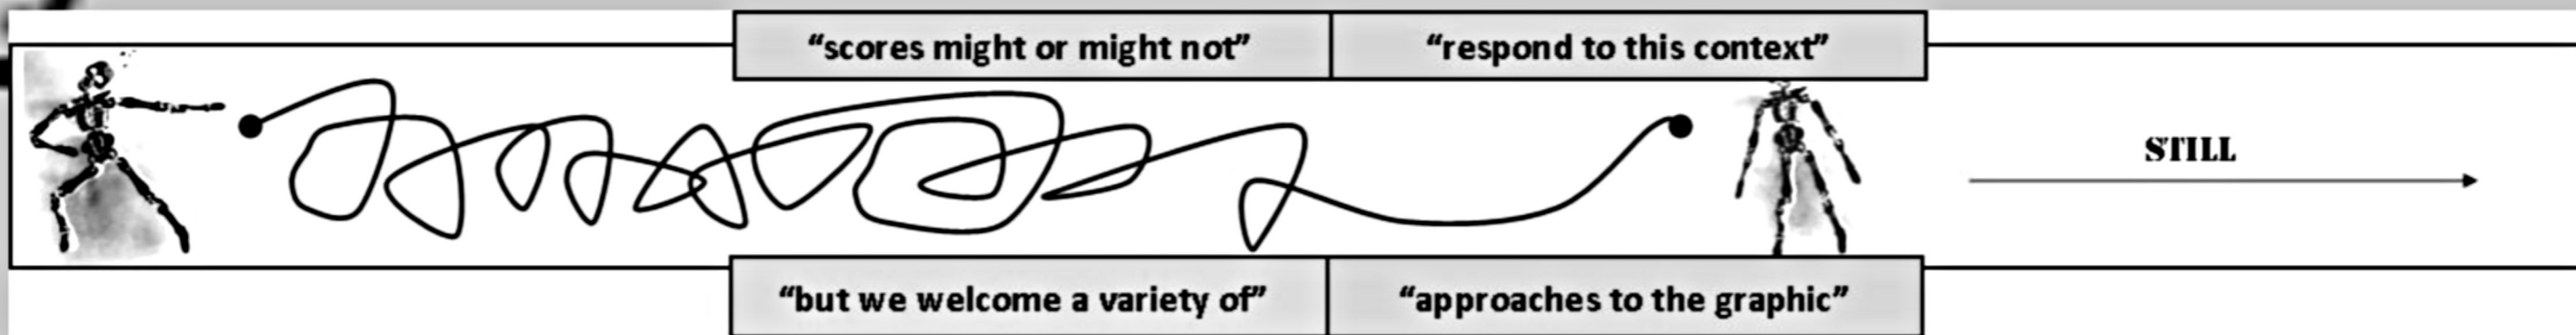 “scores might or might not”
“respond to this context”
STILL
“but we welcome a variety of”
“approaches to the graphic”